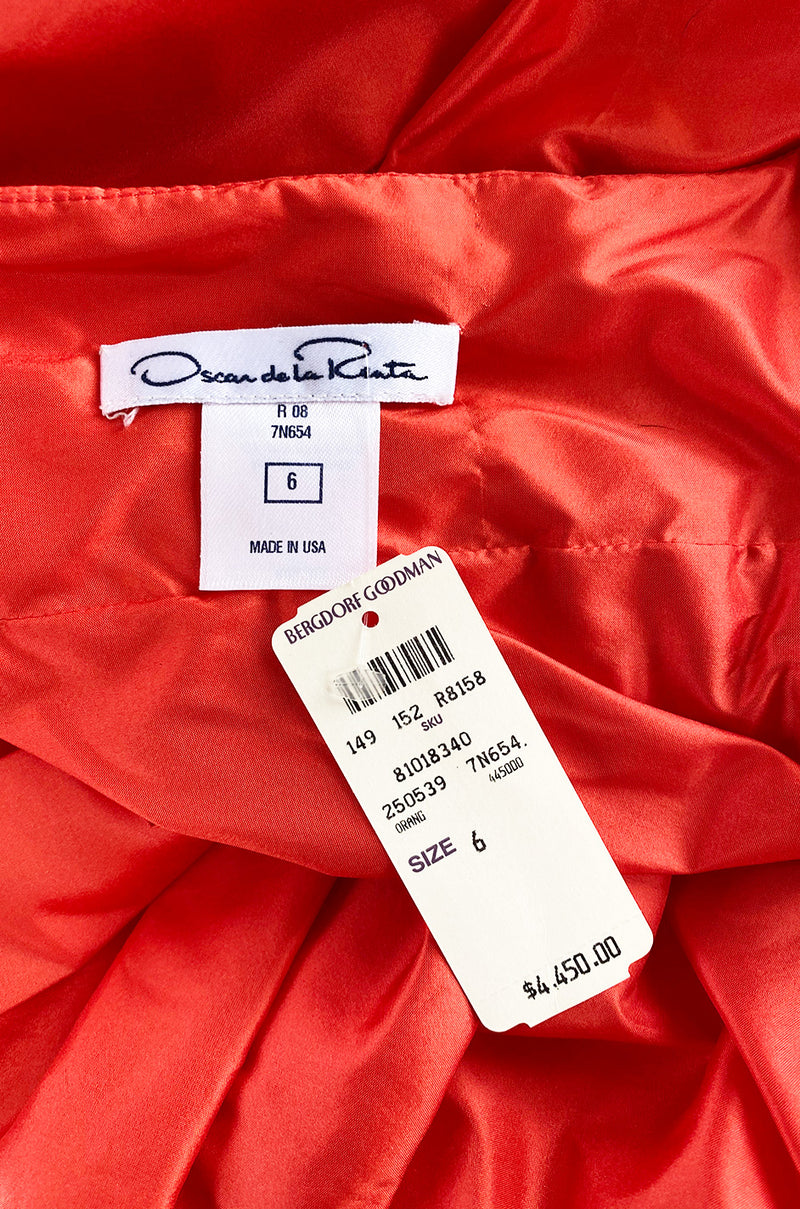 Oscar de la Renta
R 08
7N654
6
MADE IN USA
BERGDORF GOODMAN
149 152 R8158
SKU
81018340
250539 7N654.
ORANG 445000
SIZE 6
$4,450.00